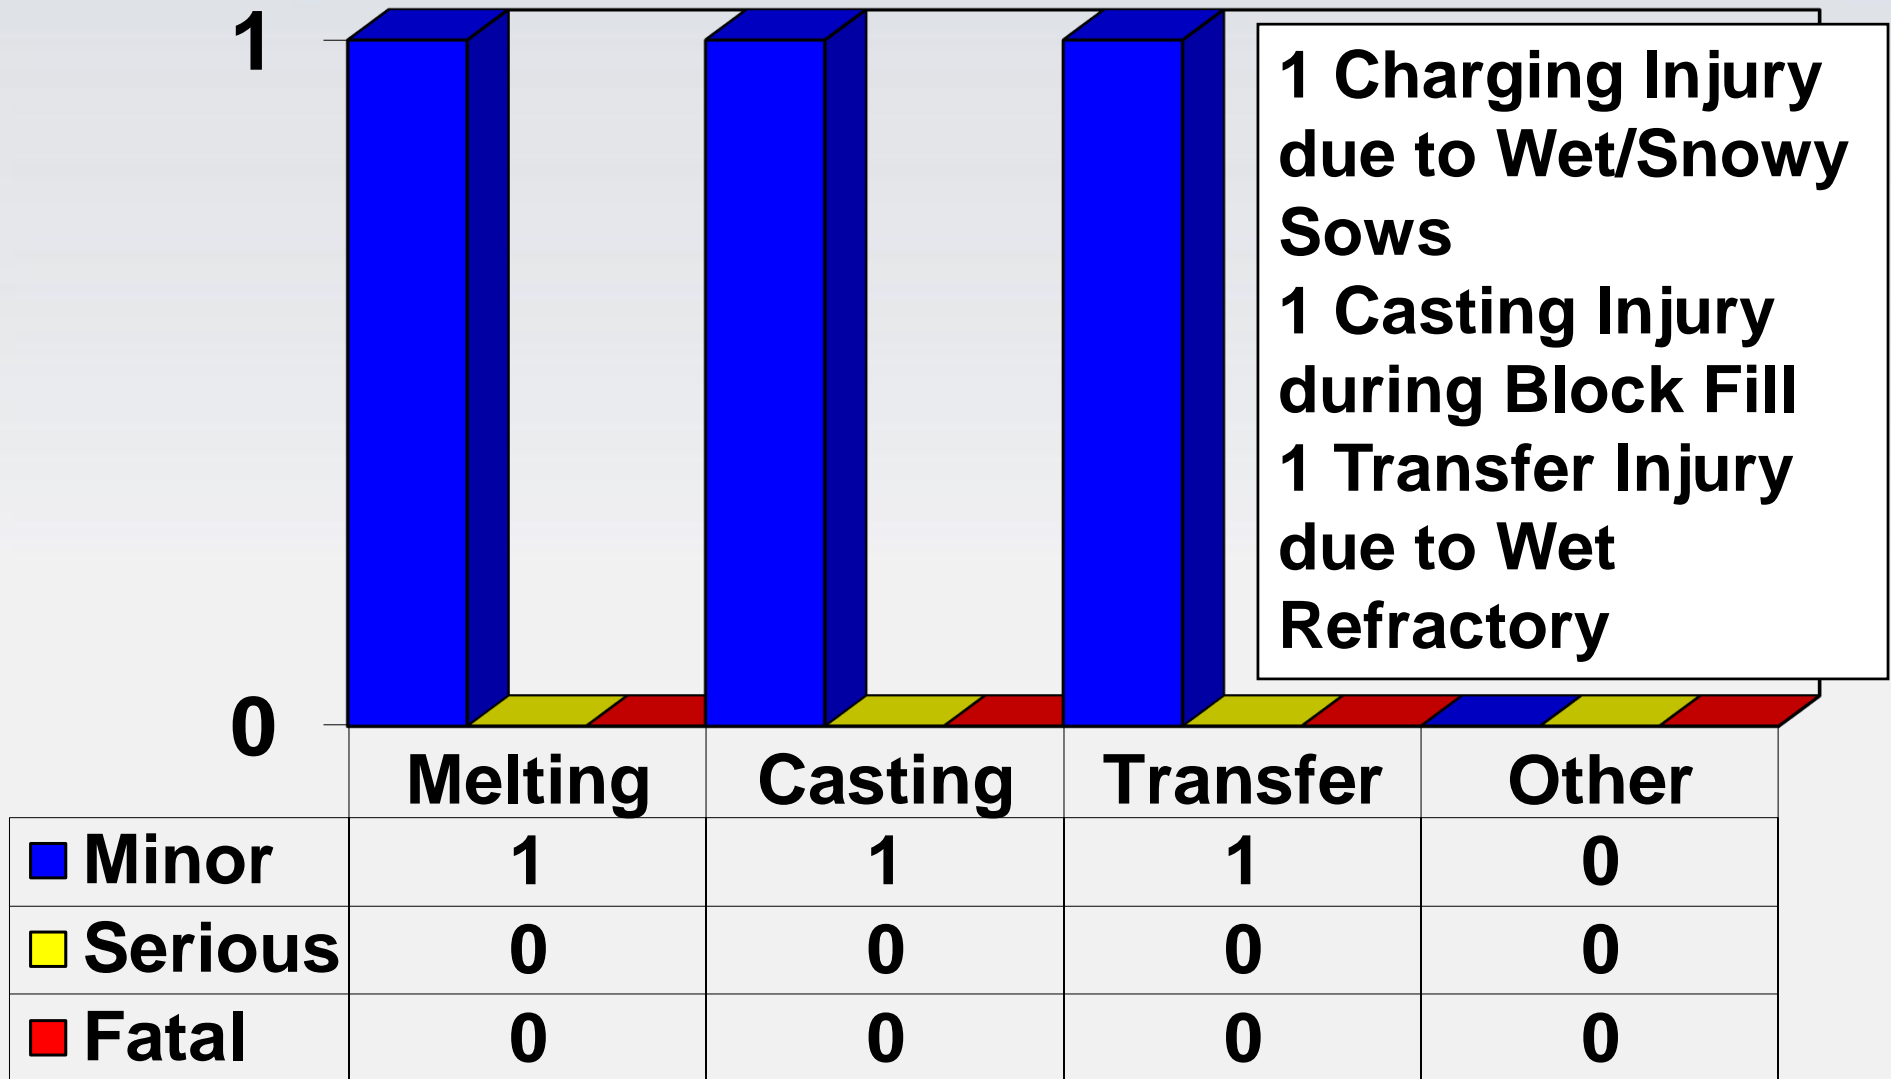 1
1 Charging Injury
due to Wet/Snowy
Sows
1 Casting Injury
during Block Fill
1 Transfer Injury
due to Wet
Refractory
0
Melting Casting Transfer Other
Minor 1 1 1 0
Serious 0 0 0 0
Fatal 0 0 0 0